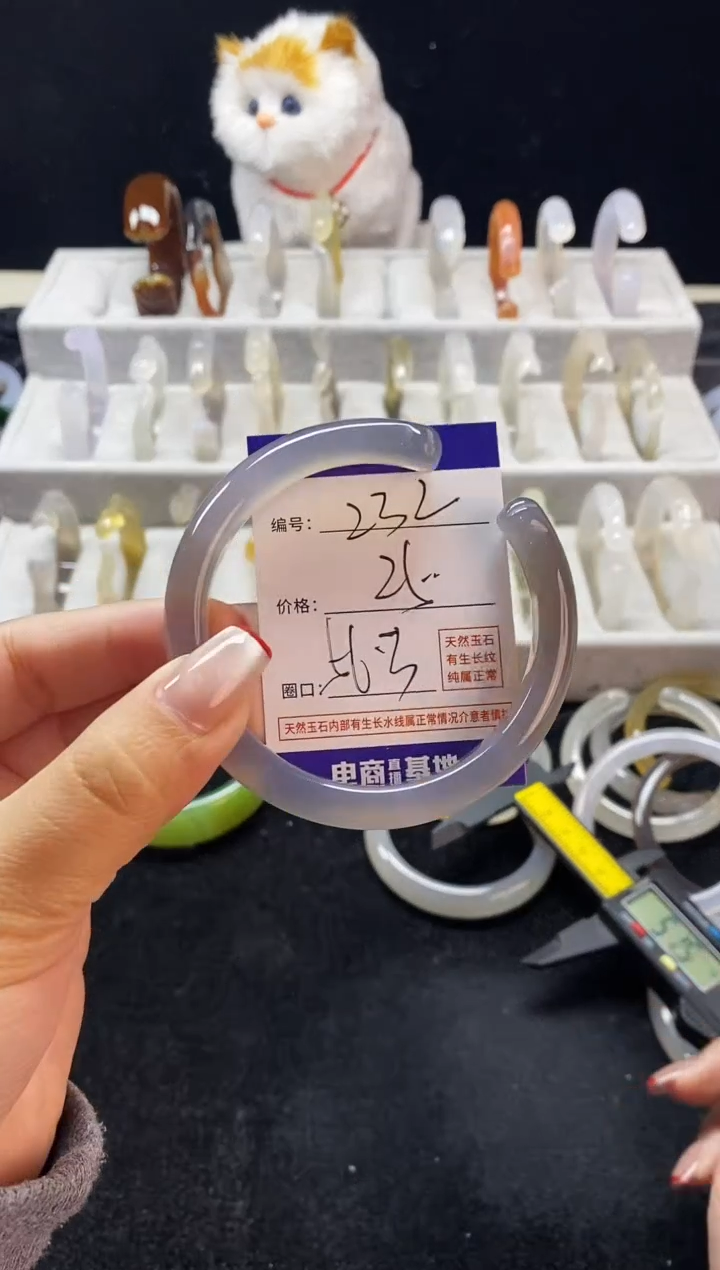 编号: 232
价格: 25
圈口:
天然玉石
有生长纹
纯属正常
天然玉石内部有生长水线属正常情况介意者慎
电商直播基地